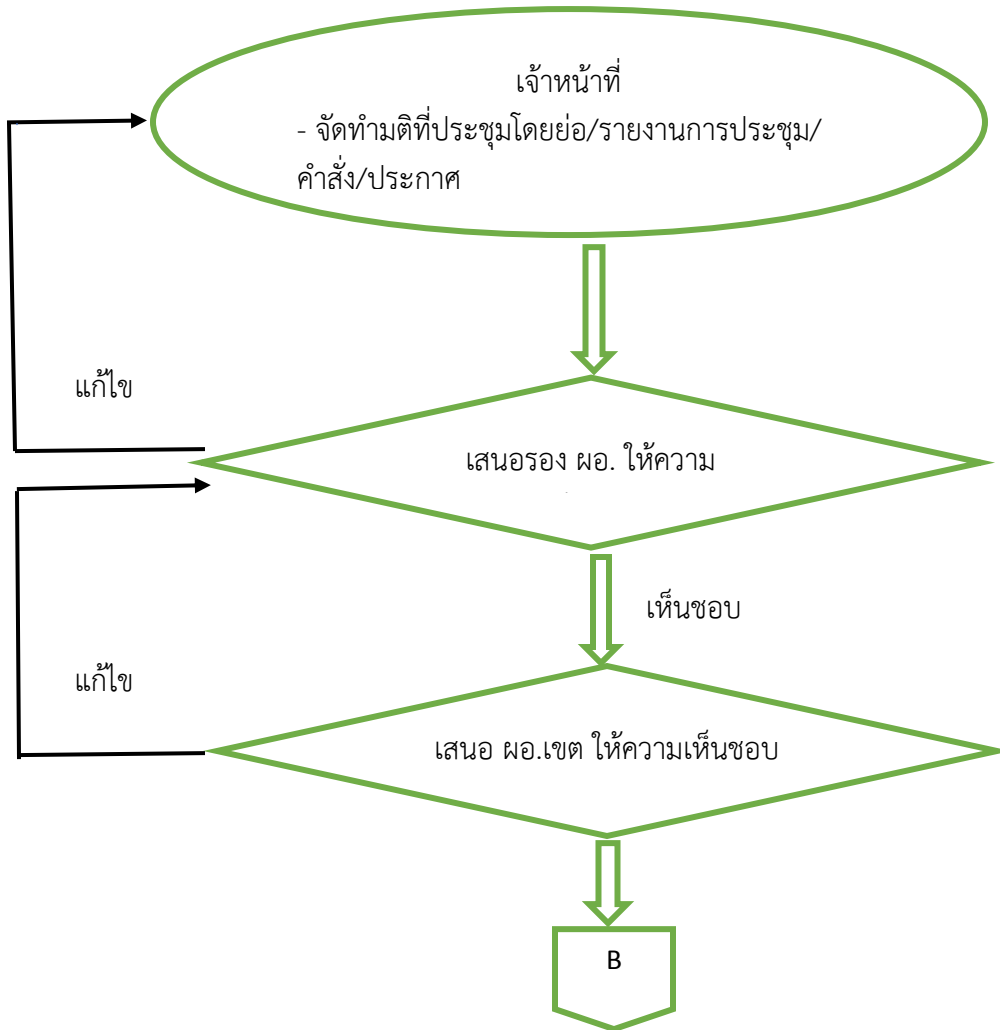 เจ้าหน้าที่
- จัดทำมติที่ประชุมโดยย่อ/รายงานการประชุม/
คำสั่ง/ประกาศ
แก้ไข
เสนอรอง ผอ. ให้ความ
เห็นชอบ
แก้ไข
เสนอ ผอ.เขต ให้ความเห็นชอบ
B